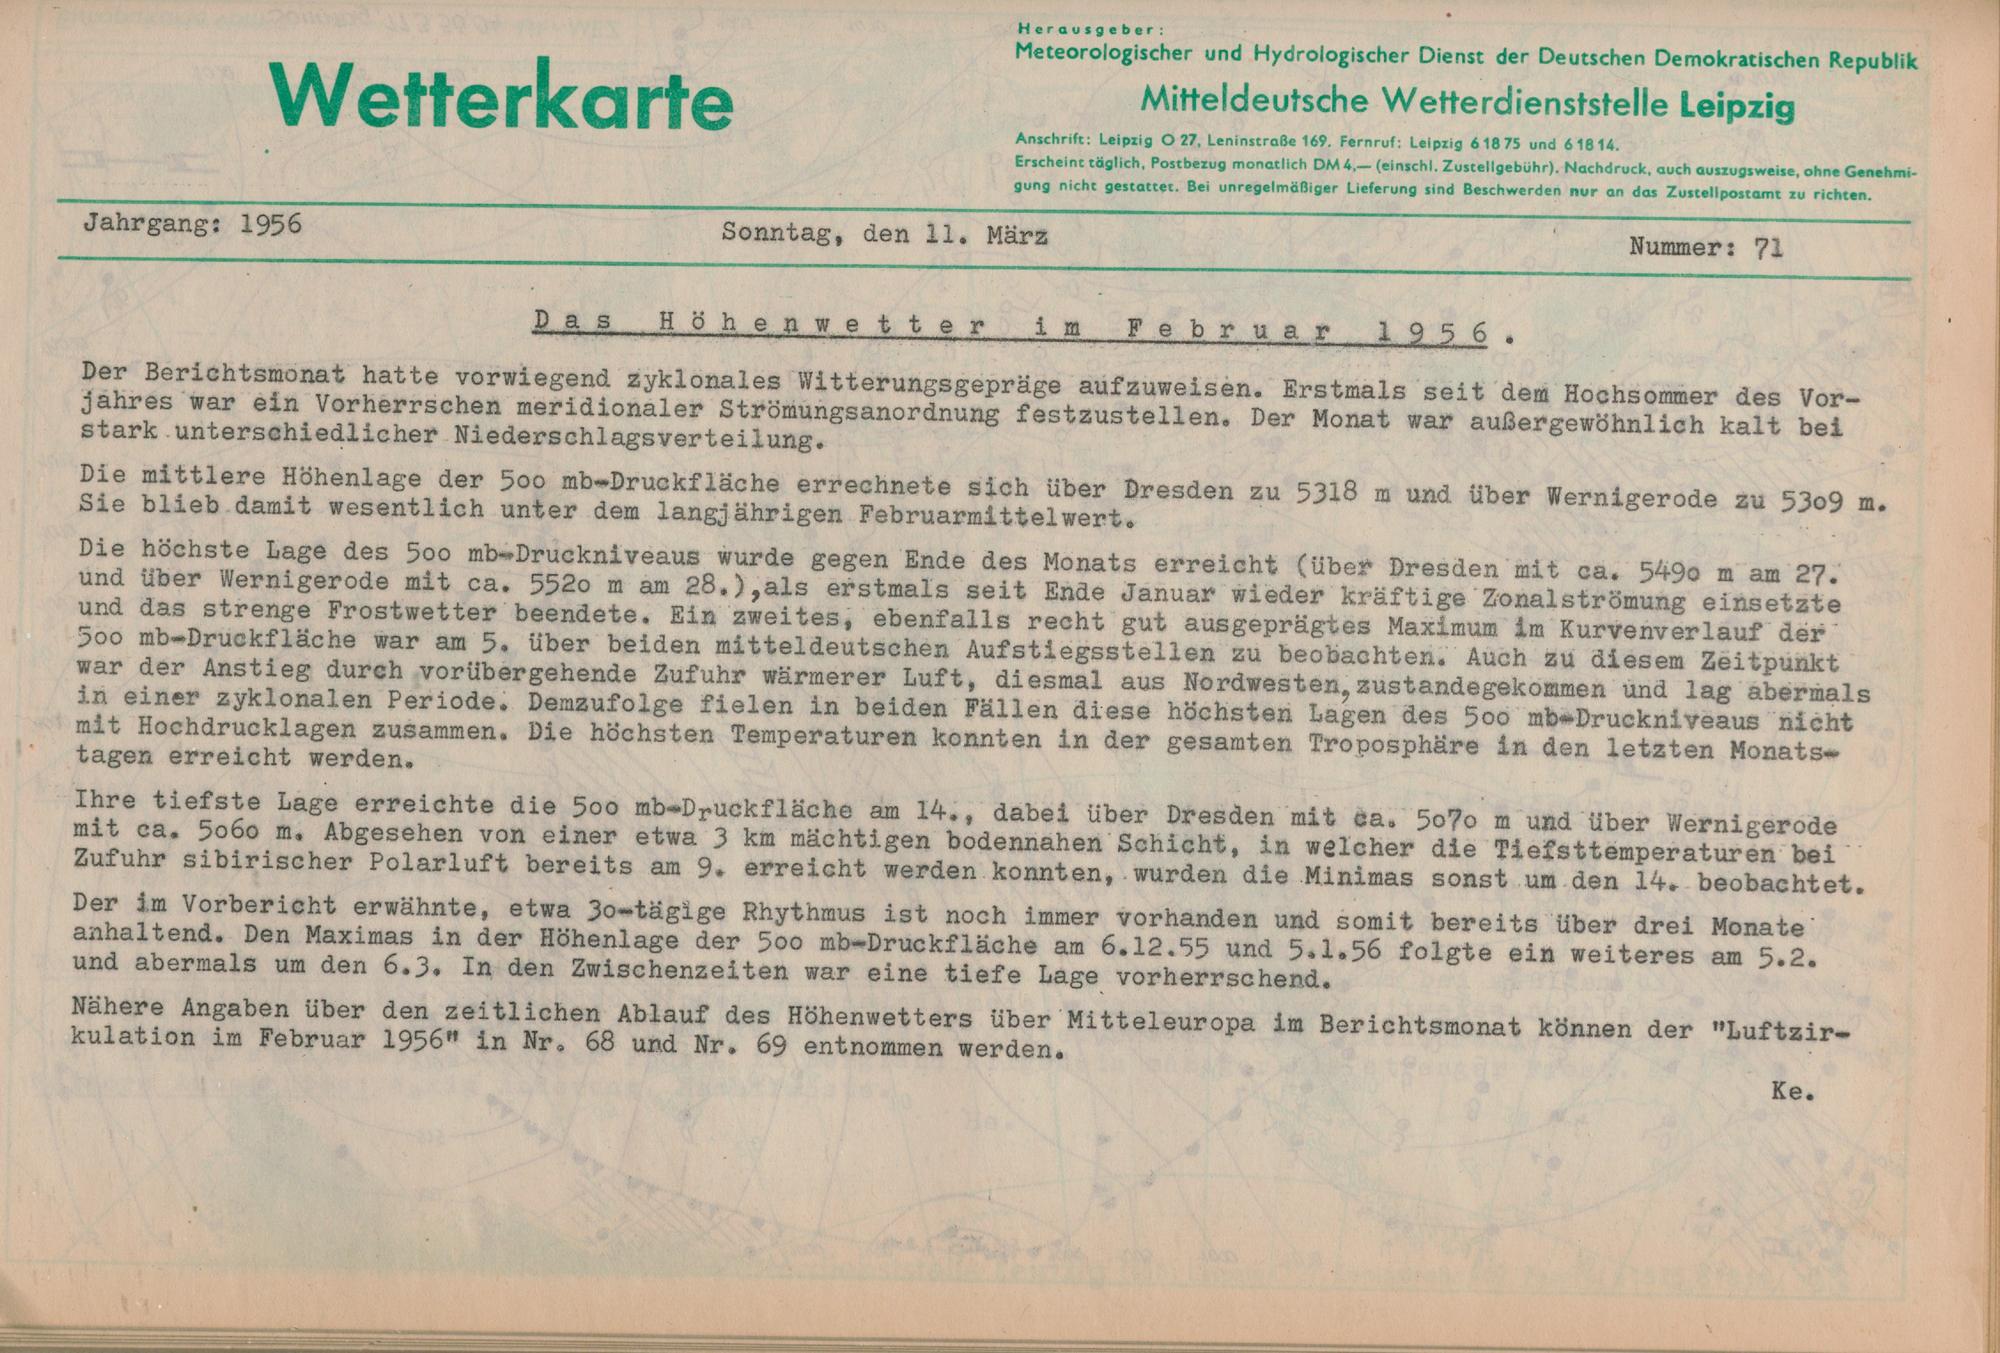 Wetterkarte
Herausgeber:
Meteorologischer und Hydrologischer Dienst der Deutschen Demokratischen Republik
Mitteldeutsche Wetterdienststelle Leipzig
Anschrift: Leipzig O 27, Leninstraße 169. Fernruf: Leipzig 61875 und 61814.
Erscheint täglich, Postbezug monatlich DM 4,— (einschl. Zustellgebühr). Nachdruck, auch auszugsweise, ohne Genehmi-
gung nicht gestattet. Bei unregelmäßiger Lieferung sind Beschwerden nur an das Zustellpostamt zu richten.
Jahrgang: 1956 Sonntag, den 11. März Nummer: 71
Das Höhenwetter im Februar 1956.
Der Berichtsmonat hatte vorwiegend zyklonales Witterungsgepräge aufzuweisen. Erstmals seit dem Hochsommer des Vor-
jahres war ein Vorherrschen meridionaler Strömungsanordnung festzustellen. Der Monat war außergewöhnlich kalt bei
stark unterschiedlicher Niederschlagsverteilung.
Die mittlere Höhenlage der 5oo mb-Druckfläche errechnete sich über Dresden zu 5318 m und über Wernigerode zu 53o9 m.
Sie blieb damit wesentlich unter dem langjährigen Februarmittelwert.
Die höchste Lage des 5oo mb-Druckniveaus wurde gegen Ende des Monats erreicht (über Dresden mit ca. 549o m am 27.
und über Wernigerode mit ca. 552o m am 28.),als erstmals seit Ende Januar wieder kräftige Zonalströmung einsetzte
und das strenge Frostwetter beendete. Ein zweites, ebenfalls recht gut ausgeprägtes Maximum im Kurvenverlauf der
5oo mb-Druckfläche war am 5. über beiden mitteldeutschen Aufstiegsstellen zu beobachten. Auch zu diesem Zeitpunkt
war der Anstieg durch vorübergehende Zufuhr wärmerer Luft, diesmal aus Nordwesten,zustandegekommen und lag abermals
in einer zyklonalen Periode. Demzufolge fielen in beiden Fällen diese höchsten Lagen des 5oo mb-Druckniveaus nicht
mit Hochdrucklagen zusammen. Die höchsten Temperaturen konnten in der gesamten Troposphäre in den letzten Monats-
tagen erreicht werden.
Ihre tiefste Lage erreichte die 5oo mb-Druckfläche am 14., dabei über Dresden mit ca. 5o7o m und über Wernigerode
mit ca. 5o6o m. Abgesehen von einer etwa 3 km mächtigen bodennahen Schicht, in welcher die Tiefsttemperaturen bei
Zufuhr sibirischer Polarluft bereits am 9. erreicht werden konnten, wurden die Minimas sonst um den 14. beobachtet.
Der im Vorbericht erwähnte, etwa 3o-tägige Rhythmus ist noch immer vorhanden und somit bereits über drei Monate
anhaltend. Den Maximas in der Höhenlage der 5oo mb-Druckfläche am 6.12.55 und 5.1.56 folgte ein weiteres am 5.2.
und abermals um den 6.3. In den Zwischenzeiten war eine tiefe Lage vorherrschend.
Nähere Angaben über den zeitlichen Ablauf des Höhenwetters über Mitteleuropa im Berichtsmonat können der "Luftzir-
kulation im Februar 1956" in Nr. 68 und Nr. 69 entnommen werden.
Ke.